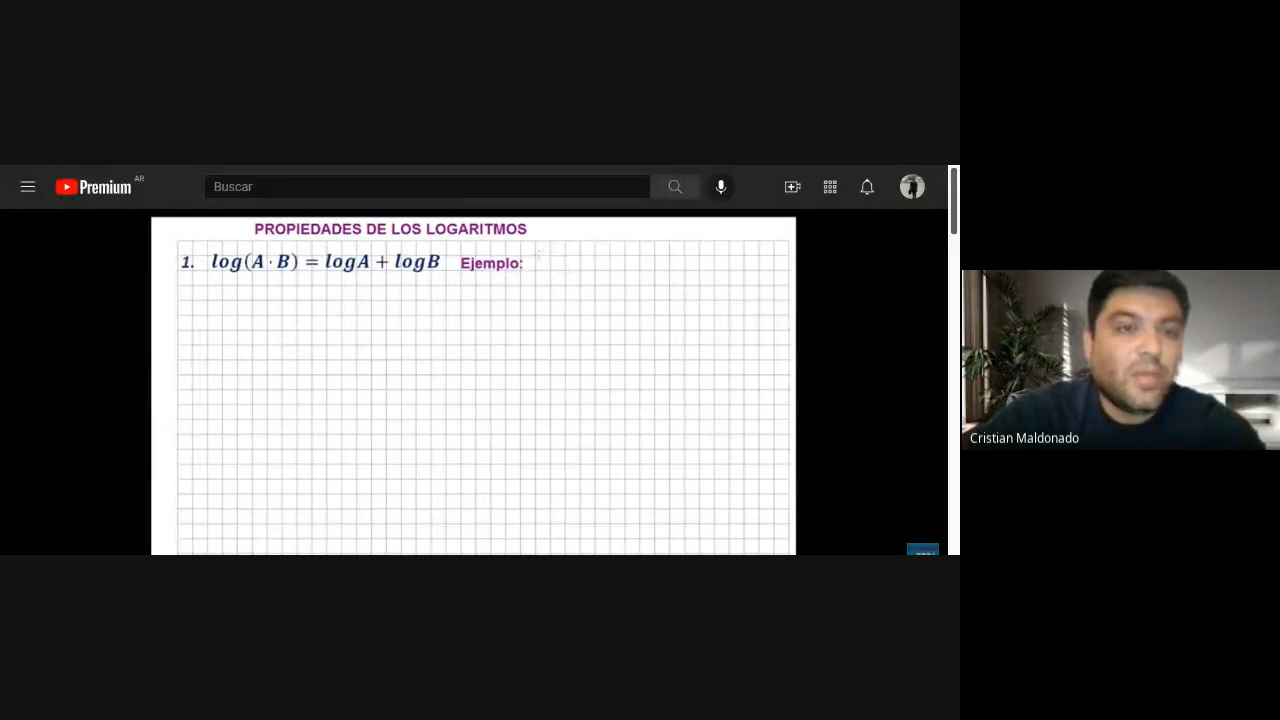 Premium AR
Buscar
PROPIEDADES DE LOS LOGARITMOS
1. log(A · B) = logA + logB Ejemplo:
Cristian Maldonado